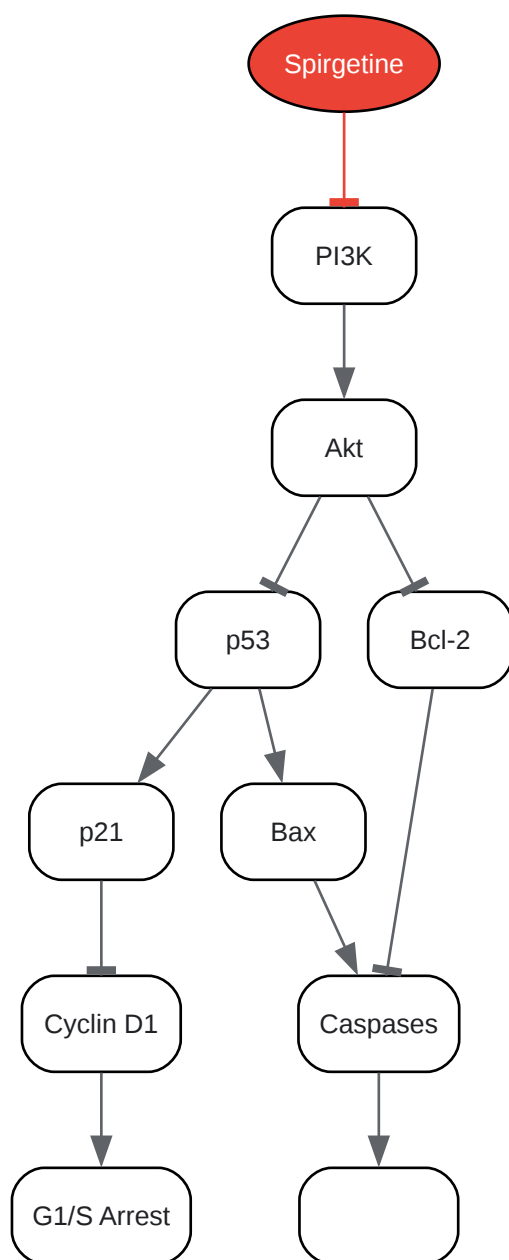 Spirgetine
PI3K
Akt
p53
Bcl-2
p21
Bax
Cyclin D1
Caspases
G1/S Arrest